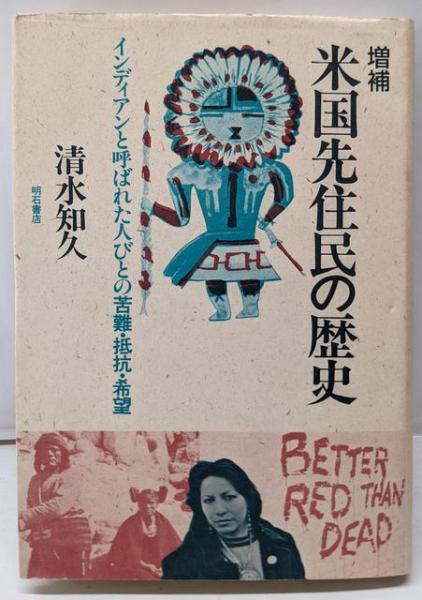 増補
米国先住民の歴史
インディアンと呼ばれた人びとの苦難・抵抗・希望
清水知久
明石書店
BETTER
RED THAN
DEAD